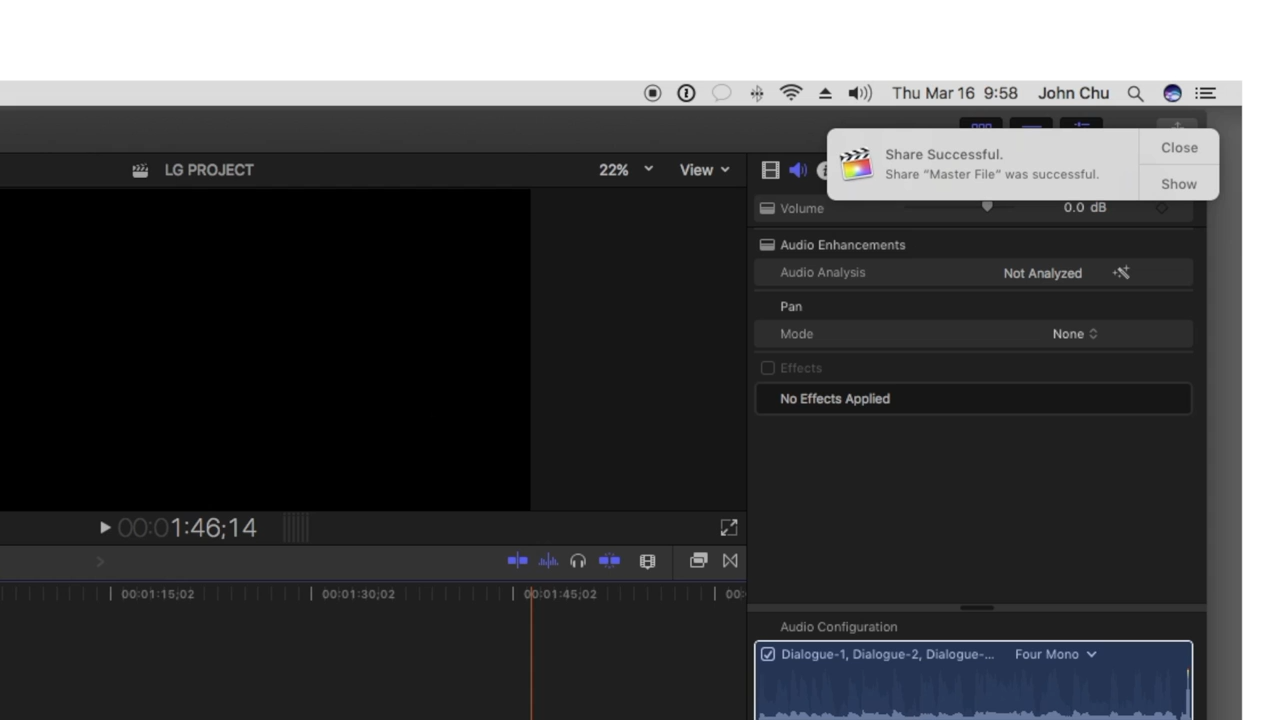 Thu Mar 16 9:58 John Chu
LG PROJECT
22%
View
Share Successful.
Share “Master File” was successful.
Close
Show
Volume
0.0 dB
Audio Enhancements
Audio Analysis
Not Analyzed
Pan
Mode
None
Effects
No Effects Applied
00:01:46;14
00:01:15;02
00:01:30;02
00:01:45;02
00:
Audio Configuration
Dialogue-1, Dialogue-2, Dialogue-...
Four Mono